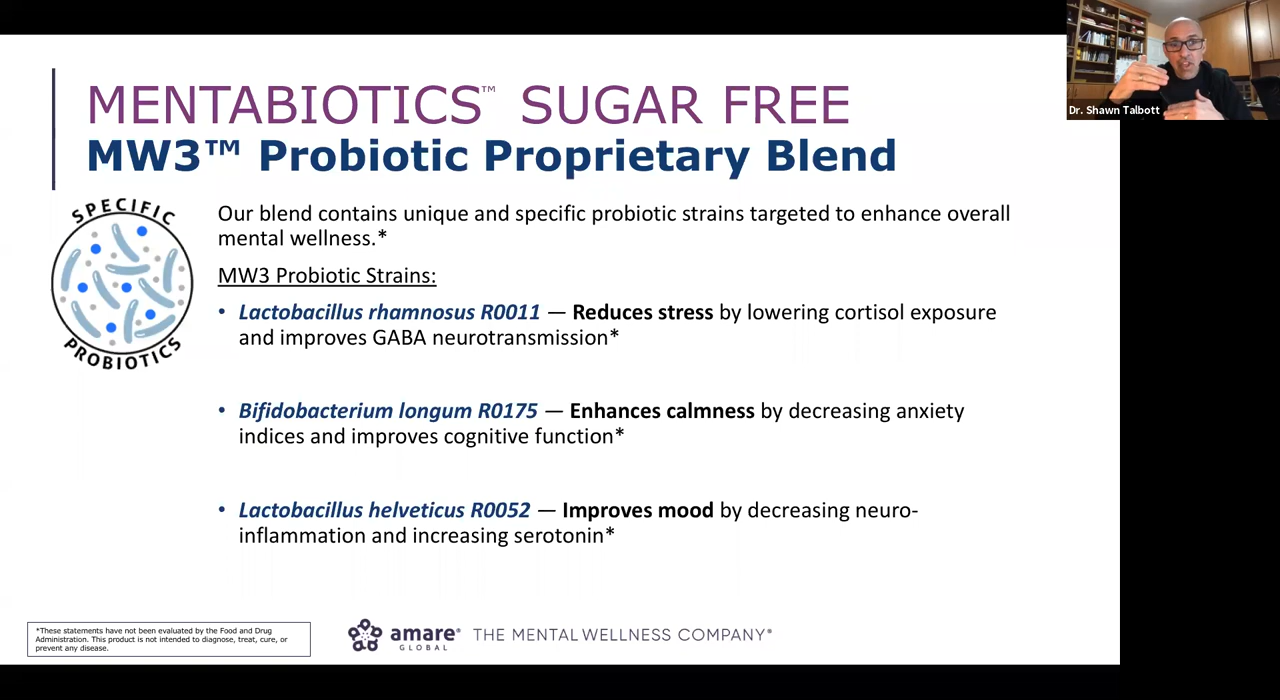 MENTABIOTICS™ SUGAR FREE
MW3™ Probiotic Proprietary Blend
Dr. Shawn Talbott
SPECIFIC
PROBIOTICS
Our blend contains unique and specific probiotic strains targeted to enhance overall
mental wellness.*
MW3 Probiotic Strains:
• Lactobacillus rhamnosus R0011 — Reduces stress by lowering cortisol exposure
and improves GABA neurotransmission*
• Bifidobacterium longum R0175 — Enhances calmness by decreasing anxiety
indices and improves cognitive function*
• Lactobacillus helveticus R0052 — Improves mood by decreasing neuro-
inflammation and increasing serotonin*
*These statements have not been evaluated by the Food and Drug
Administration. This product is not intended to diagnose, treat, cure, or
prevent any disease.
amare® THE MENTAL WELLNESS COMPANY®
GLOBAL